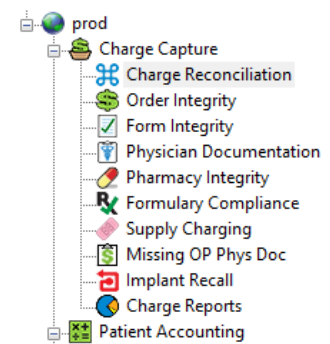 prod
Charge Capture
Charge Reconciliation
Order Integrity
Form Integrity
Physician Documentation
Pharmacy Integrity
Formulary Compliance
Supply Charging
Missing OP Phys Doc
Implant Recall
Charge Reports
Patient Accounting